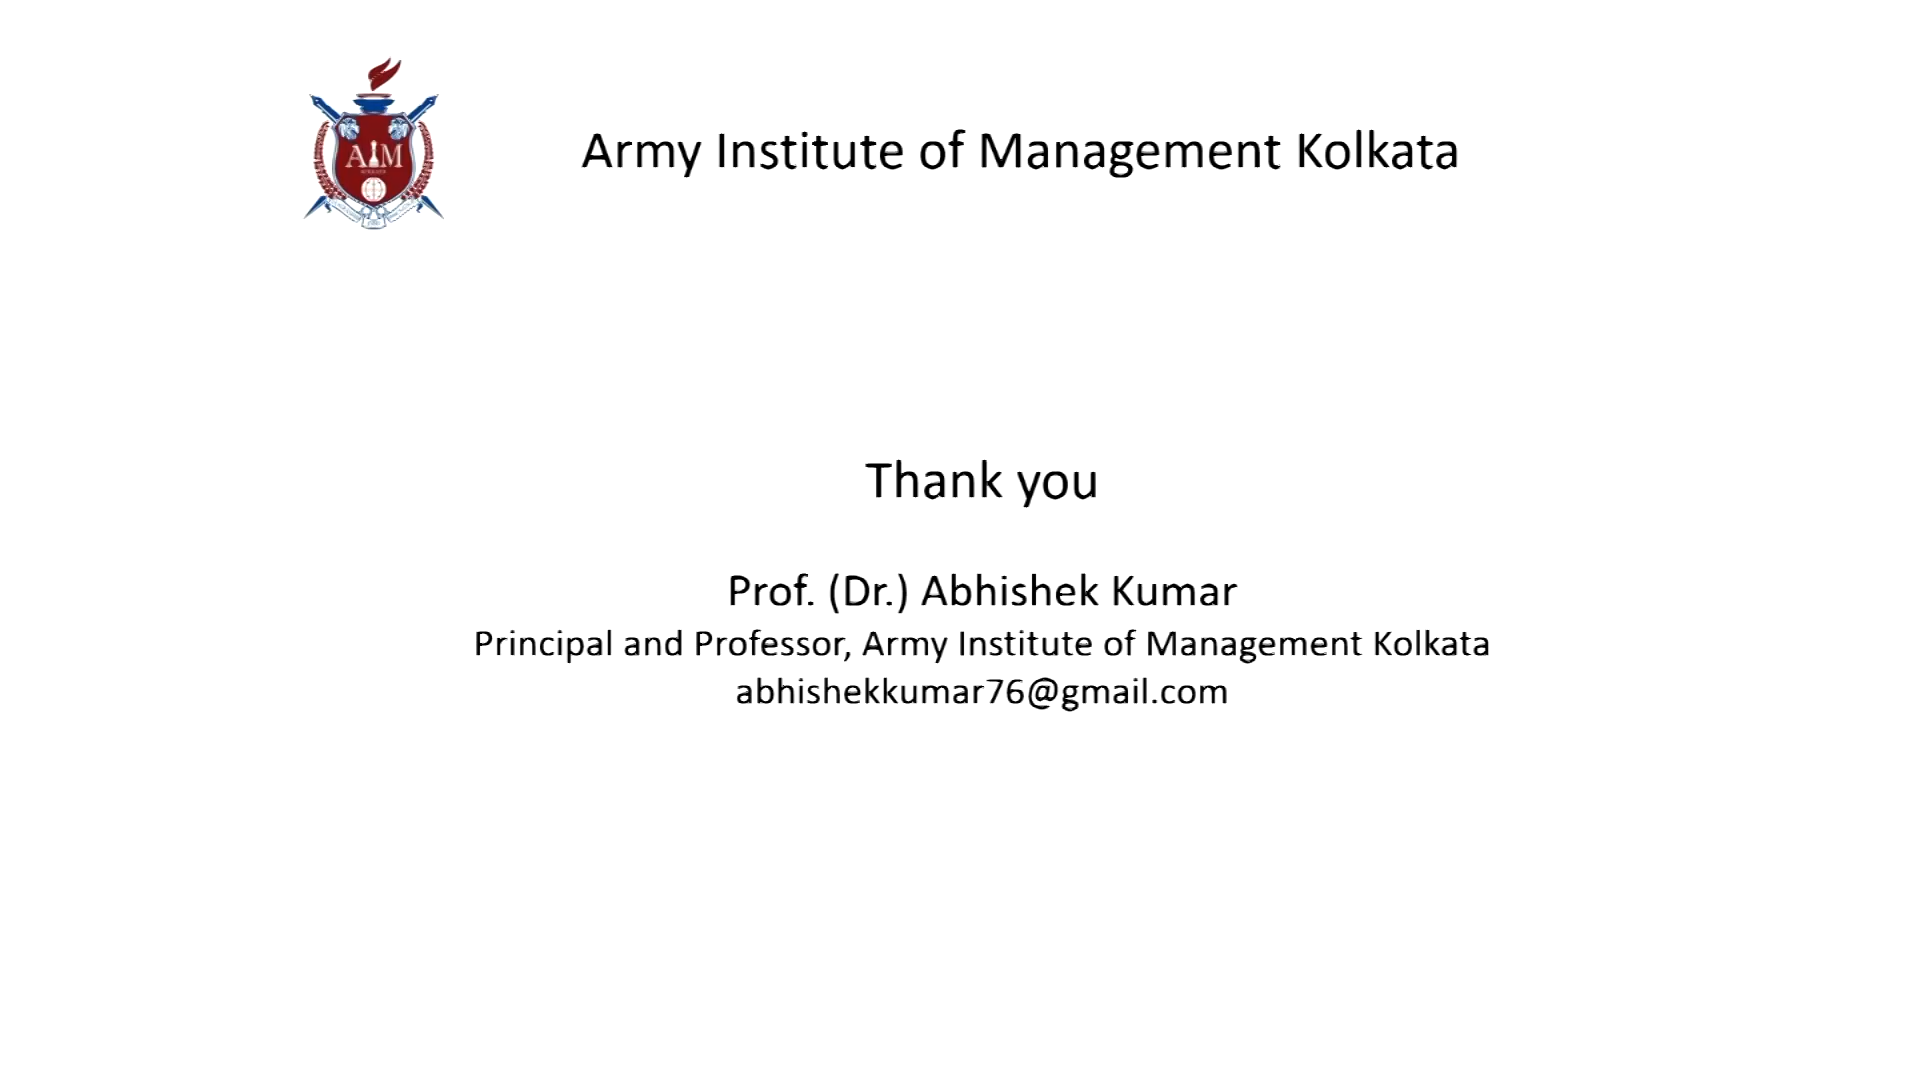 AIM
Army Institute of Management Kolkata
Thank you
Prof. (Dr.) Abhishek Kumar
Principal and Professor, Army Institute of Management Kolkata
abhishekkumar76@gmail.com